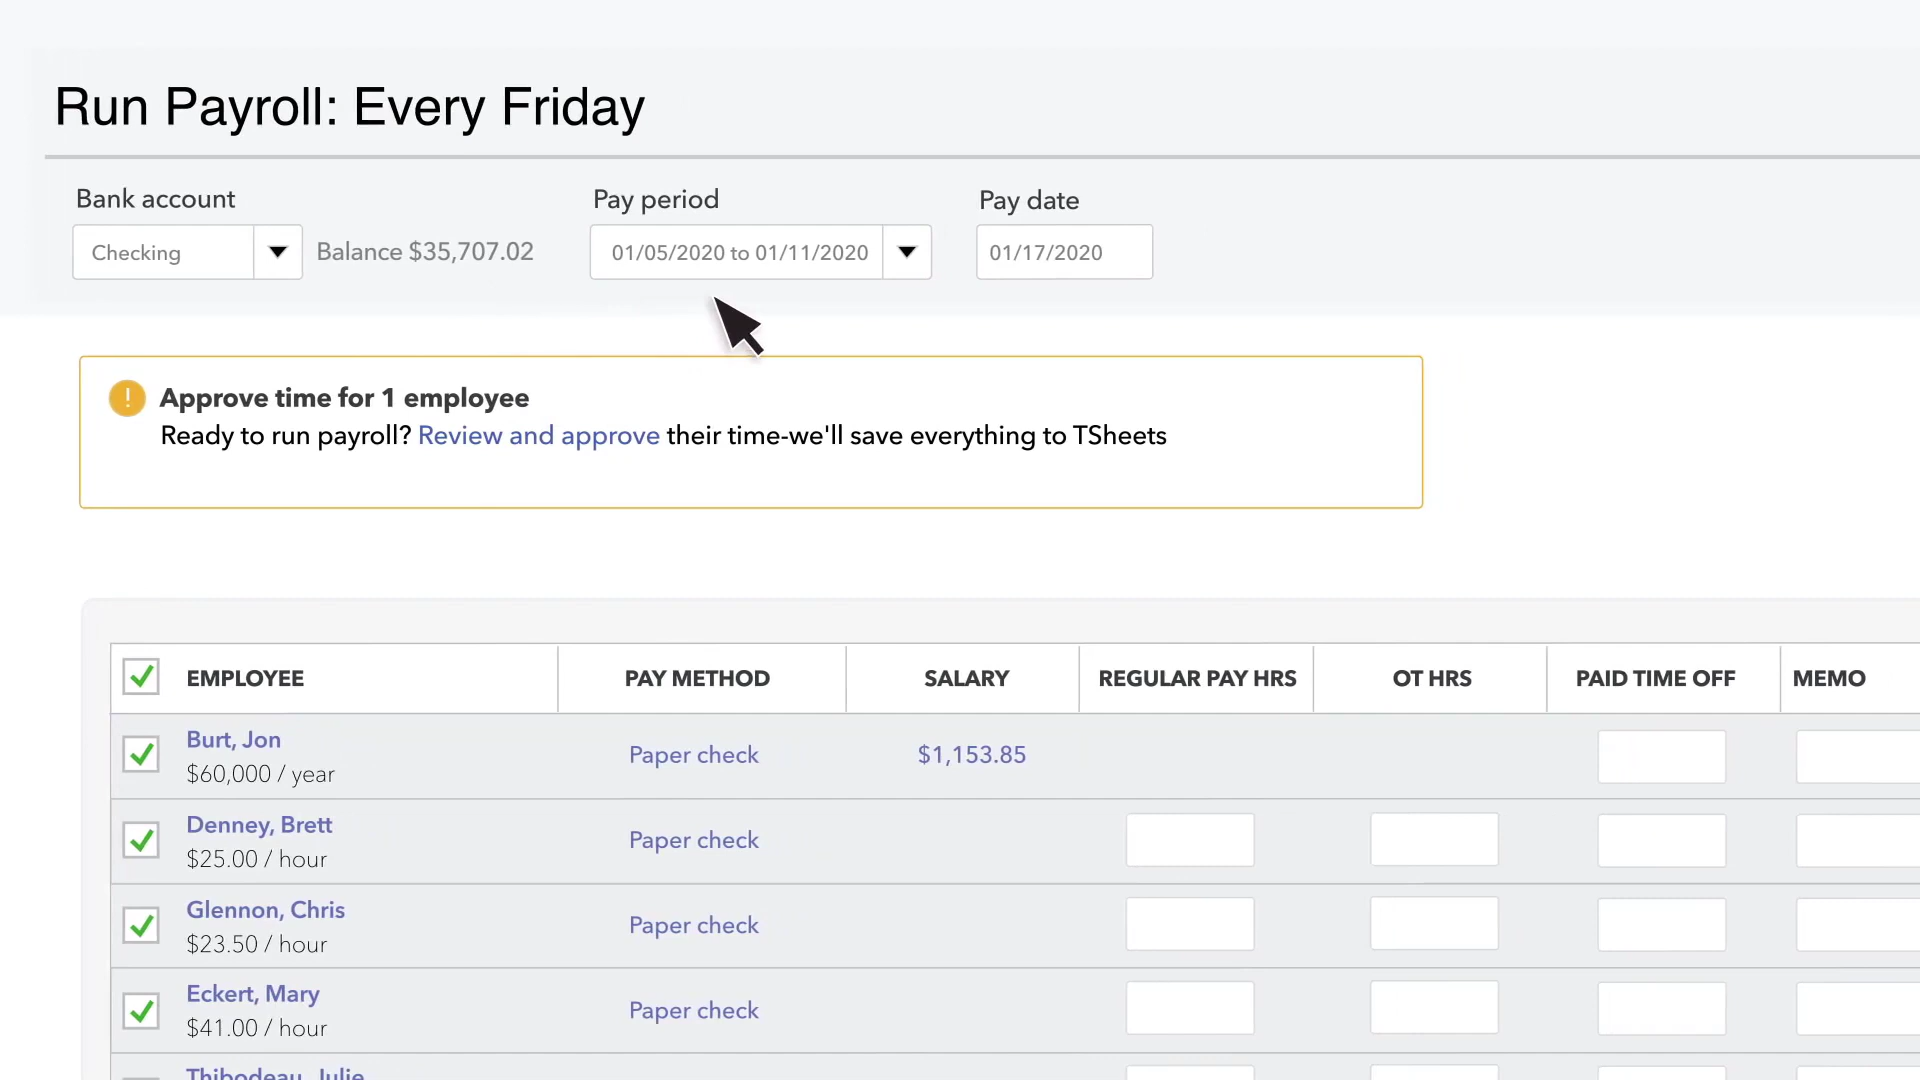 Run Payroll: Every Friday
Bank account
Pay period
Pay date
Checking
Balance $35,707.02
01/05/2020 to 01/11/2020
01/17/2020
!
Approve time for 1 employee
Ready to run payroll? Review and approve their time-we'll save everything to TSheets
EMPLOYEE
PAY METHOD
SALARY
REGULAR PAY HRS
OT HRS
PAID TIME OFF
MEMO
Burt, Jon
$60,000 / year
Paper check
$1,153.85
Denney, Brett
$25.00 / hour
Paper check
Glennon, Chris
$23.50 / hour
Paper check
Eckert, Mary
$41.00 / hour
Paper check
Thibodeau, Julie